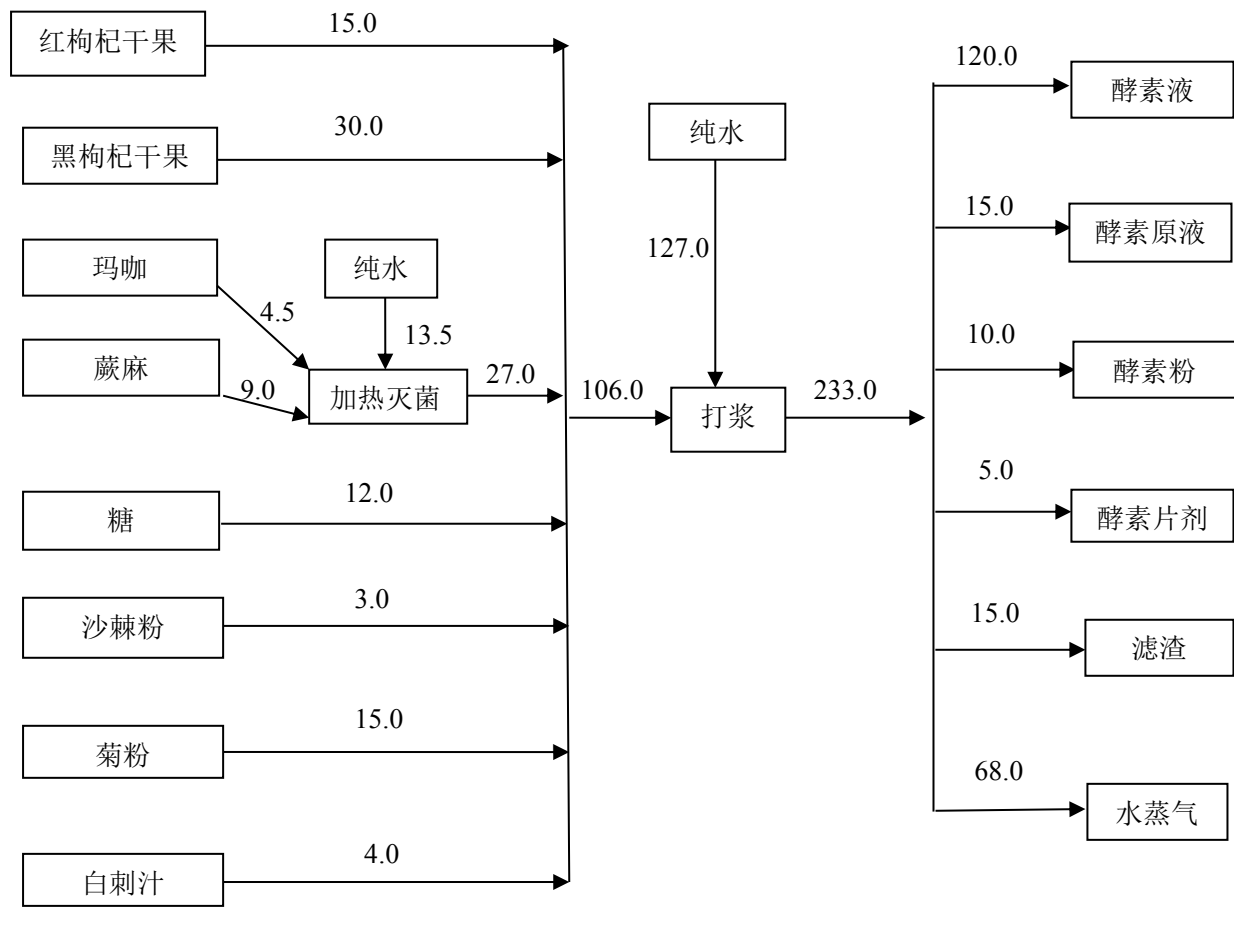 红枸杞干果
15.0
黑枸杞干果
30.0
玛咖
4.5
纯水
13.5
蕨麻
9.0
加热灭菌
27.0
糖
12.0
沙棘粉
3.0
菊粉
15.0
白刺汁
4.0
106.0
纯水
127.0
打浆
233.0
120.0
酵素液
15.0
酵素原液
10.0
酵素粉
5.0
酵素片剂
15.0
滤渣
68.0
水蒸气